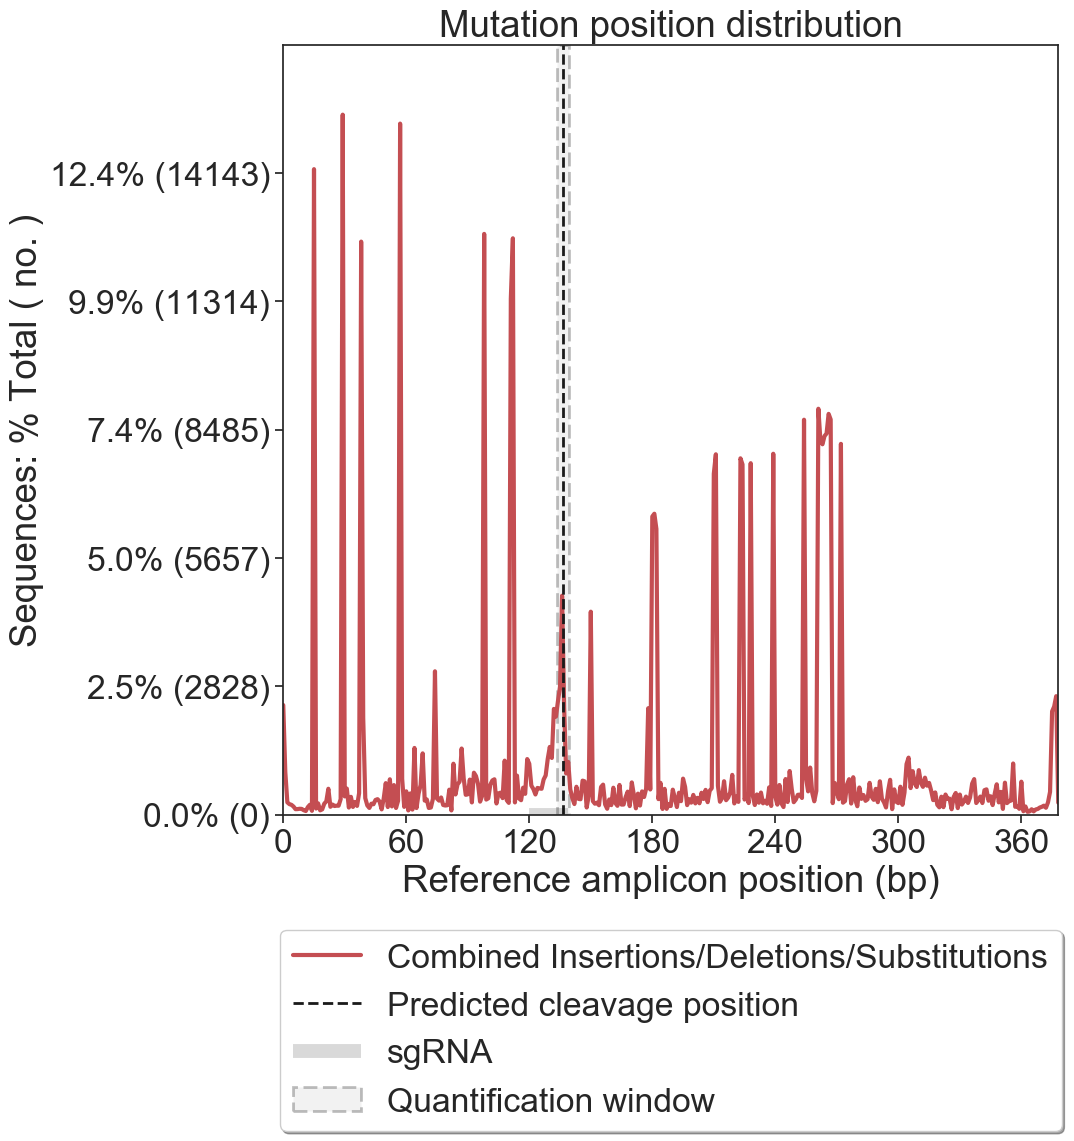 Mutation position distribution
Sequences: % Total ( no. )
12.4% (14143)
9.9% (11314)
7.4% (8485)
5.0% (5657)
2.5% (2828)
0.0% (0)
0 60 120 180 240 300 360
Reference amplicon position (bp)
Combined Insertions/Deletions/Substitutions
Predicted cleavage position
sgRNA
Quantification window